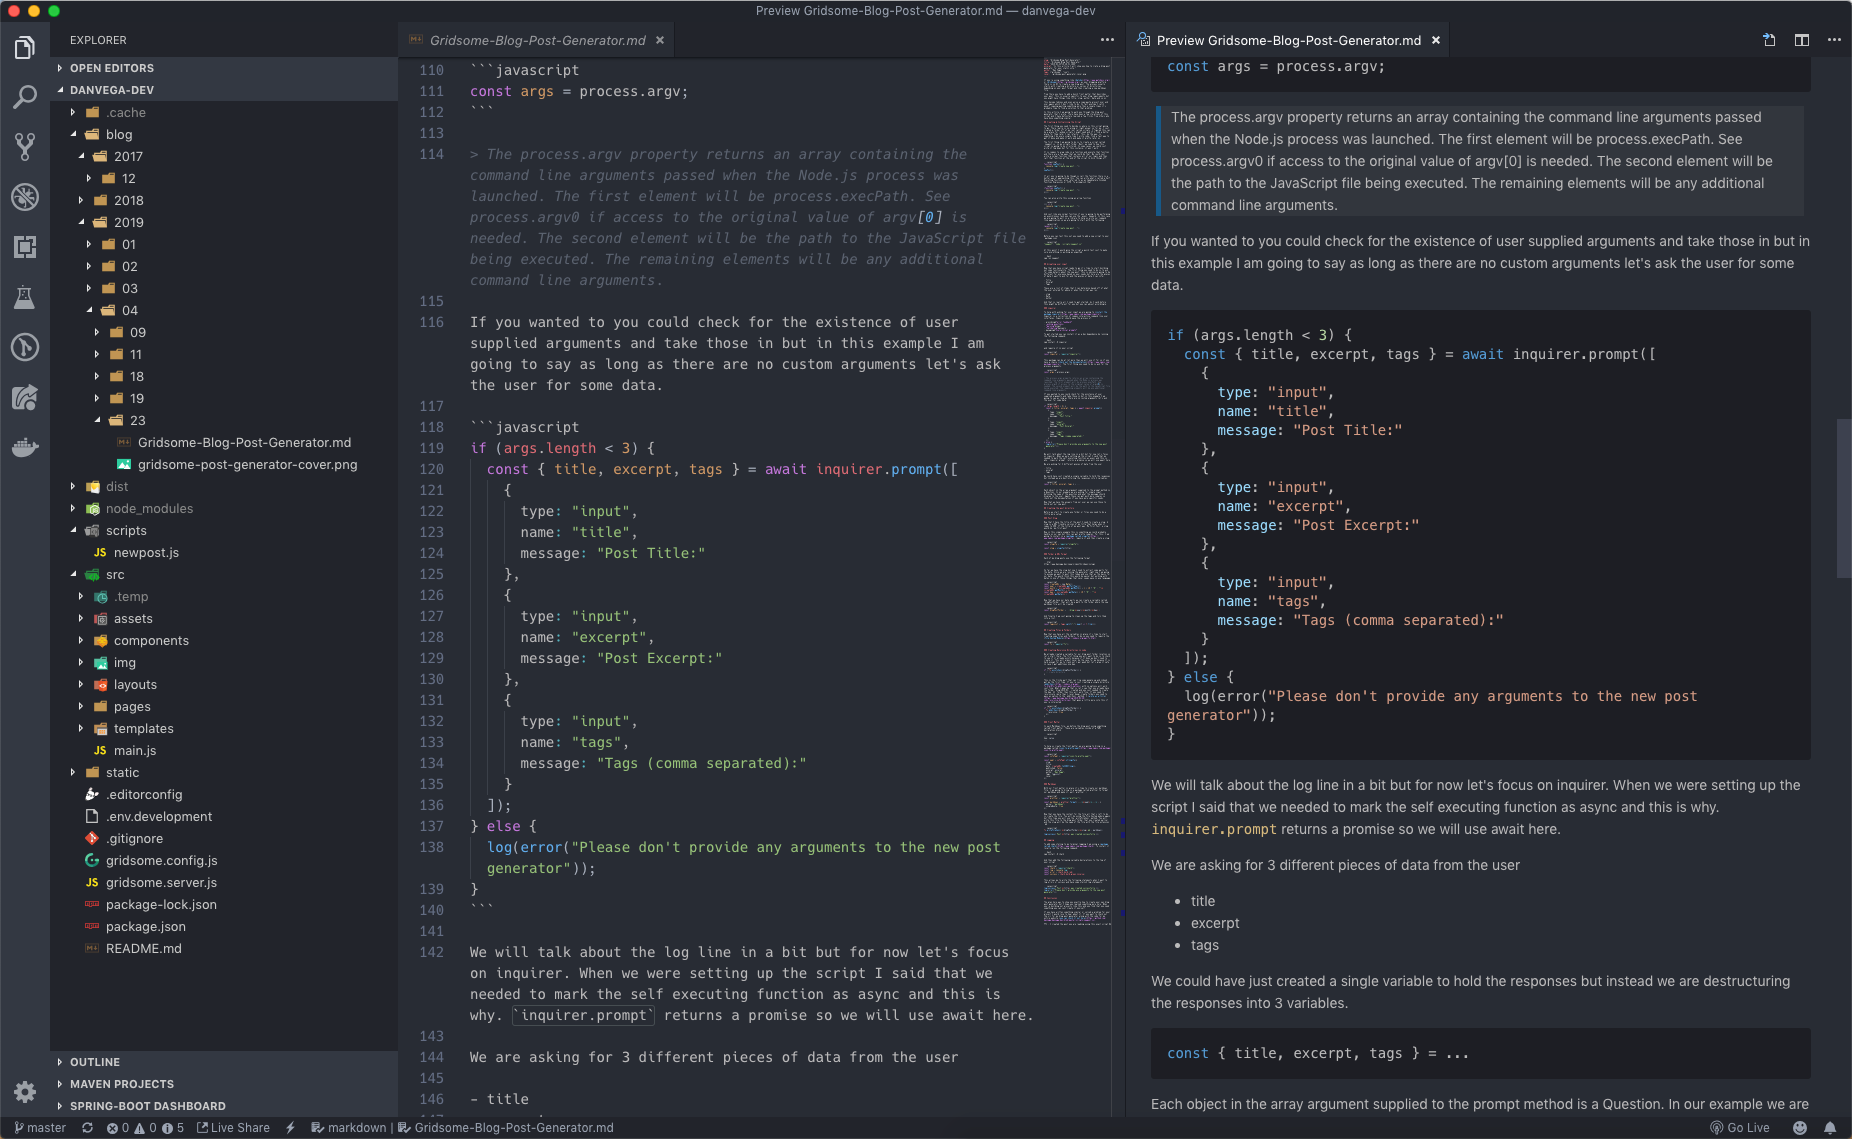 Preview Gridsome-Blog-Post-Generator.md — danvega-dev
EXPLORER
OPEN EDITORS
DANVEGA-DEV
.cache
blog
2017
12
2018
2019
01
02
03
04
09
11
18
19
23
Gridsome-Blog-Post-Generator.md
gridsome-post-generator-cover.png
dist
node_modules
scripts
JS newpost.js
src
.temp
assets
components
img
layouts
pages
templates
JS main.js
static
.editorconfig
.env.development
.gitignore
gridsome.config.js
JS gridsome.server.js
package-lock.json
package.json
README.md
OUTLINE
MAVEN PROJECTS
SPRING-BOOT DASHBOARD
Gridsome-Blog-Post-Generator.md ×
110 ```javascript
111 const args = process.argv;
112 ```
113
114 > The process.argv property returns an array containing the
command line arguments passed when the Node.js process was
launched. The first element will be process.execPath. See
process.argv0 if access to the original value of argv[0] is
needed. The second element will be the path to the JavaScript file
being executed. The remaining elements will be any additional
command line arguments.
115
116 If you wanted to you could check for the existence of user
supplied arguments and take those in but in this example I am
going to say as long as there are no custom arguments let's ask
the user for some data.
117
118 ```javascript
119 if (args.length < 3) {
120 const { title, excerpt, tags } = await inquirer.prompt([
121 {
122 type: "input",
123 name: "title",
124 message: "Post Title:"
125 },
126 {
127 type: "input",
128 name: "excerpt",
129 message: "Post Excerpt:"
130 },
131 {
132 type: "input",
133 name: "tags",
134 message: "Tags (comma separated):"
135 }
136 ]);
137 } else {
138 log(error("Please don't provide any arguments to the new post
generator"));
139 }
140 ```
141
142 We will talk about the log line in a bit but for now let's focus
on inquirer. When we were setting up the script I said that we
needed to mark the self executing function as async and this is
why. `inquirer.prompt` returns a promise so we will use await here.
143
144 We are asking for 3 different pieces of data from the user
145
146 - title
Preview Gridsome-Blog-Post-Generator.md ×
const args = process.argv;
The process.argv property returns an array containing the command line arguments passed
when the Node.js process was launched. The first element will be process.execPath. See
process.argv0 if access to the original value of argv[0] is needed. The second element will be
the path to the JavaScript file being executed. The remaining elements will be any additional
command line arguments.
If you wanted to you could check for the existence of user supplied arguments and take those in but in
this example I am going to say as long as there are no custom arguments let's ask the user for some
data.
if (args.length < 3) {
const { title, excerpt, tags } = await inquirer.prompt([
{
type: "input",
name: "title",
message: "Post Title:"
},
{
type: "input",
name: "excerpt",
message: "Post Excerpt:"
},
{
type: "input",
name: "tags",
message: "Tags (comma separated):"
}
]);
} else {
log(error("Please don't provide any arguments to the new post
generator"));
}
We will talk about the log line in a bit but for now let's focus on inquirer. When we were setting up the
script I said that we needed to mark the self executing function as async and this is why.
inquirer.prompt returns a promise so we will use await here.
We are asking for 3 different pieces of data from the user
• title
• excerpt
• tags
We could have just created a single variable to hold the responses but instead we are destructuring
the responses into 3 variables.
const { title, excerpt, tags } = ...
Each object in the array argument supplied to the prompt method is a Question. In our example we are
master 0 0 5 Live Share markdown | Gridsome-Blog-Post-Generator.md Go Live